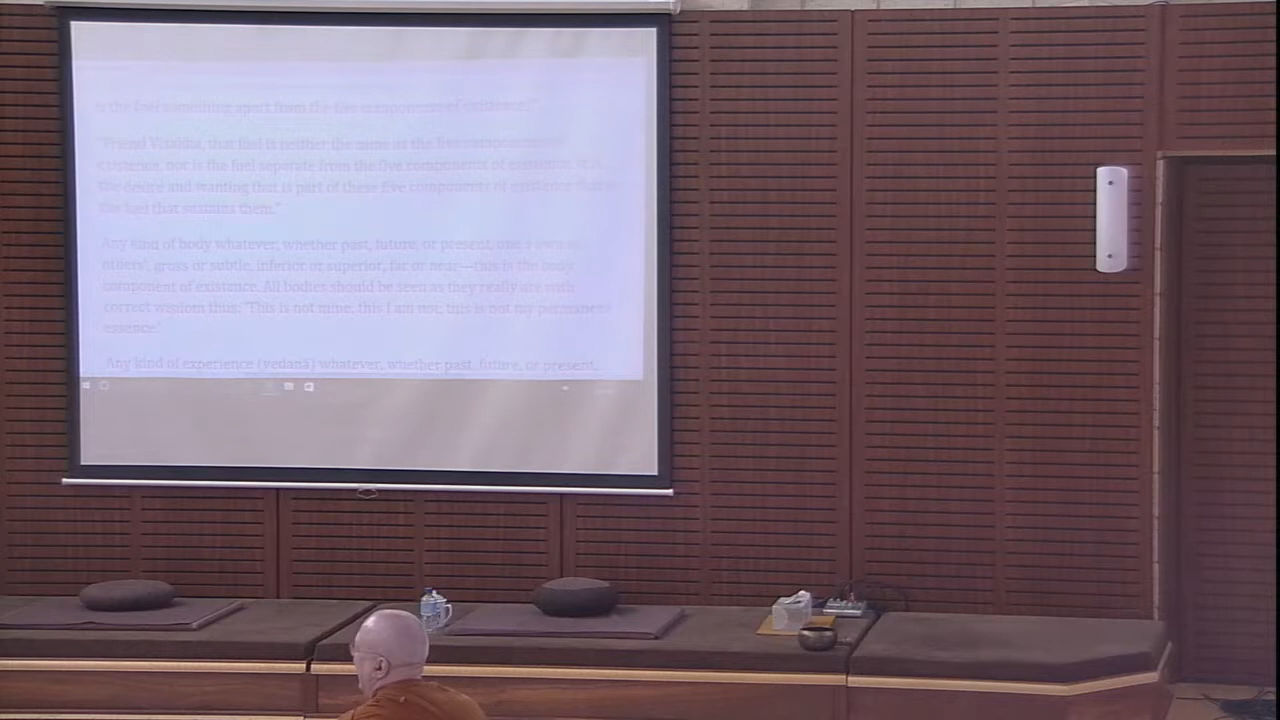 the fuel something apart from the five components of existence?"
"Friend Visakha, that fuel is neither the same as the five components of
existence, nor is the fuel separate from the five components of existence. It is
the desire and wanting that is part of these five components of existence that is
the fuel that sustains them."
Any kind of body whatever, whether past, future, or present, one's own or
others', gross or subtle, inferior or superior, far or near—this is the body
component of existence. All bodies should be seen as they really are with
correct wisdom thus: 'This is not mine, this I am not, this is not my permanent
essence.'
Any kind of experience (vedanā) whatever, whether past, future, or present,